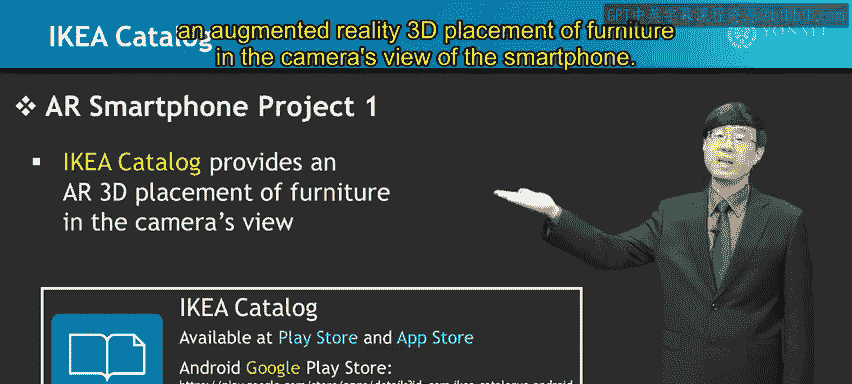 IKEA Catalog
an augmented reality 3D placement of furniture
in the camera's view of the smartphone.
YONSEI
❖ AR Smartphone Project 1
▪ IKEA Catalog provides an
AR 3D placement of furniture
in the camera's view
IKEA Catalog
Available at Play Store and App Store
Android Google Play Store: